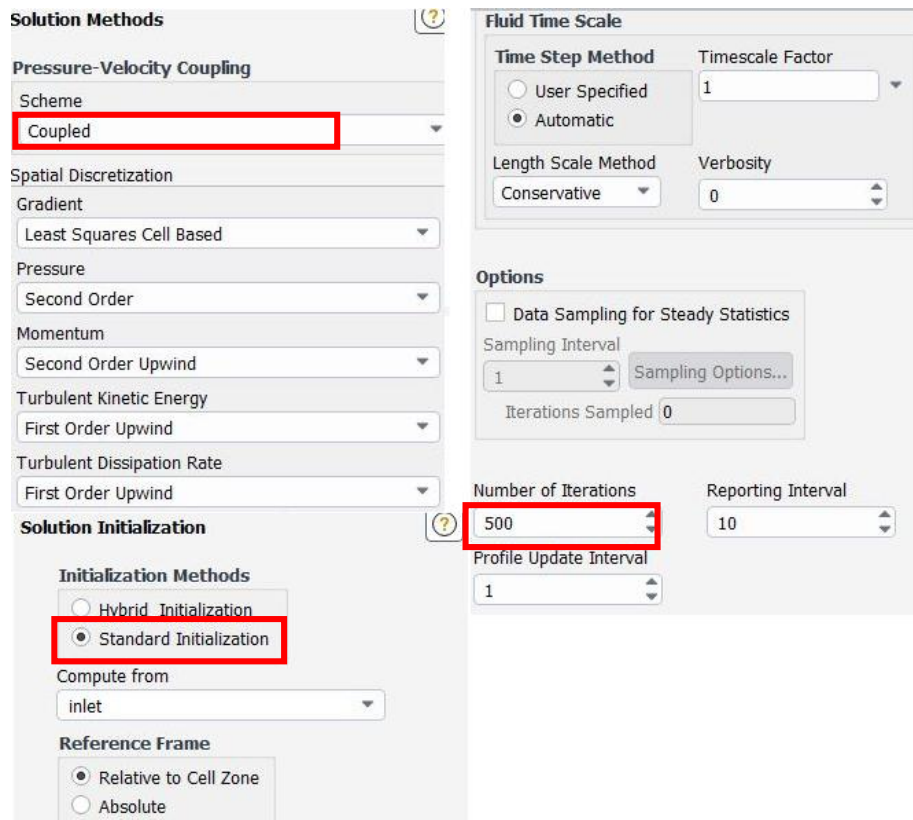 Solution Methods
?
Pressure-Velocity Coupling
Scheme
Coupled
Spatial Discretization
Gradient
Least Squares Cell Based
Pressure
Second Order
Momentum
Second Order Upwind
Turbulent Kinetic Energy
First Order Upwind
Turbulent Dissipation Rate
First Order Upwind
Solution Initialization
?
Initialization Methods
Hybrid Initialization
Standard Initialization
Compute from
inlet
Reference Frame
Relative to Cell Zone
Absolute
Fluid Time Scale
Time Step Method
Timescale Factor
User Specified
1
Automatic
Length Scale Method
Verbosity
Conservative
0
Options
Data Sampling for Steady Statistics
Sampling Interval
1
Sampling Options...
Iterations Sampled 0
Number of Iterations
Reporting Interval
500
10
Profile Update Interval
1